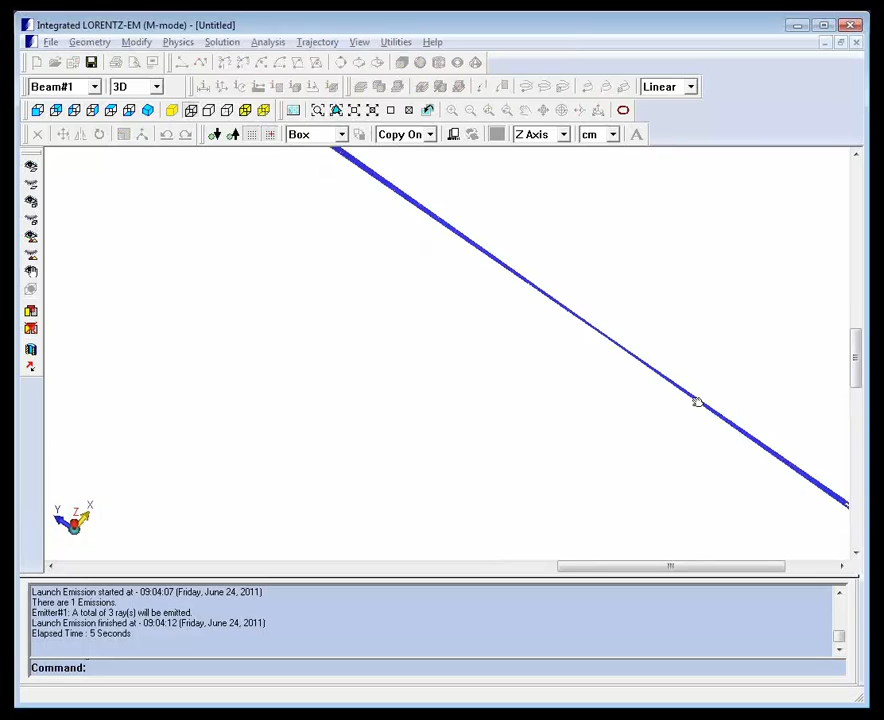 Integrated LORENTZ-EM (M-mode) - [Untitled]
File Geometry Modify Physics Solution Analysis Trajectory View Utilities Help
Beam#1 3D Linear
Box Copy On Z Axis cm A
Y Z X
Launch Emission started at - 09:04:07 (Friday, June 24, 2011)
There are 1 Emissions.
Emitter#1: A total of 3 ray(s) will be emitted.
Launch Emission finished at - 09:04:12 (Friday, June 24, 2011)
Elapsed Time : 5 Seconds
Command: